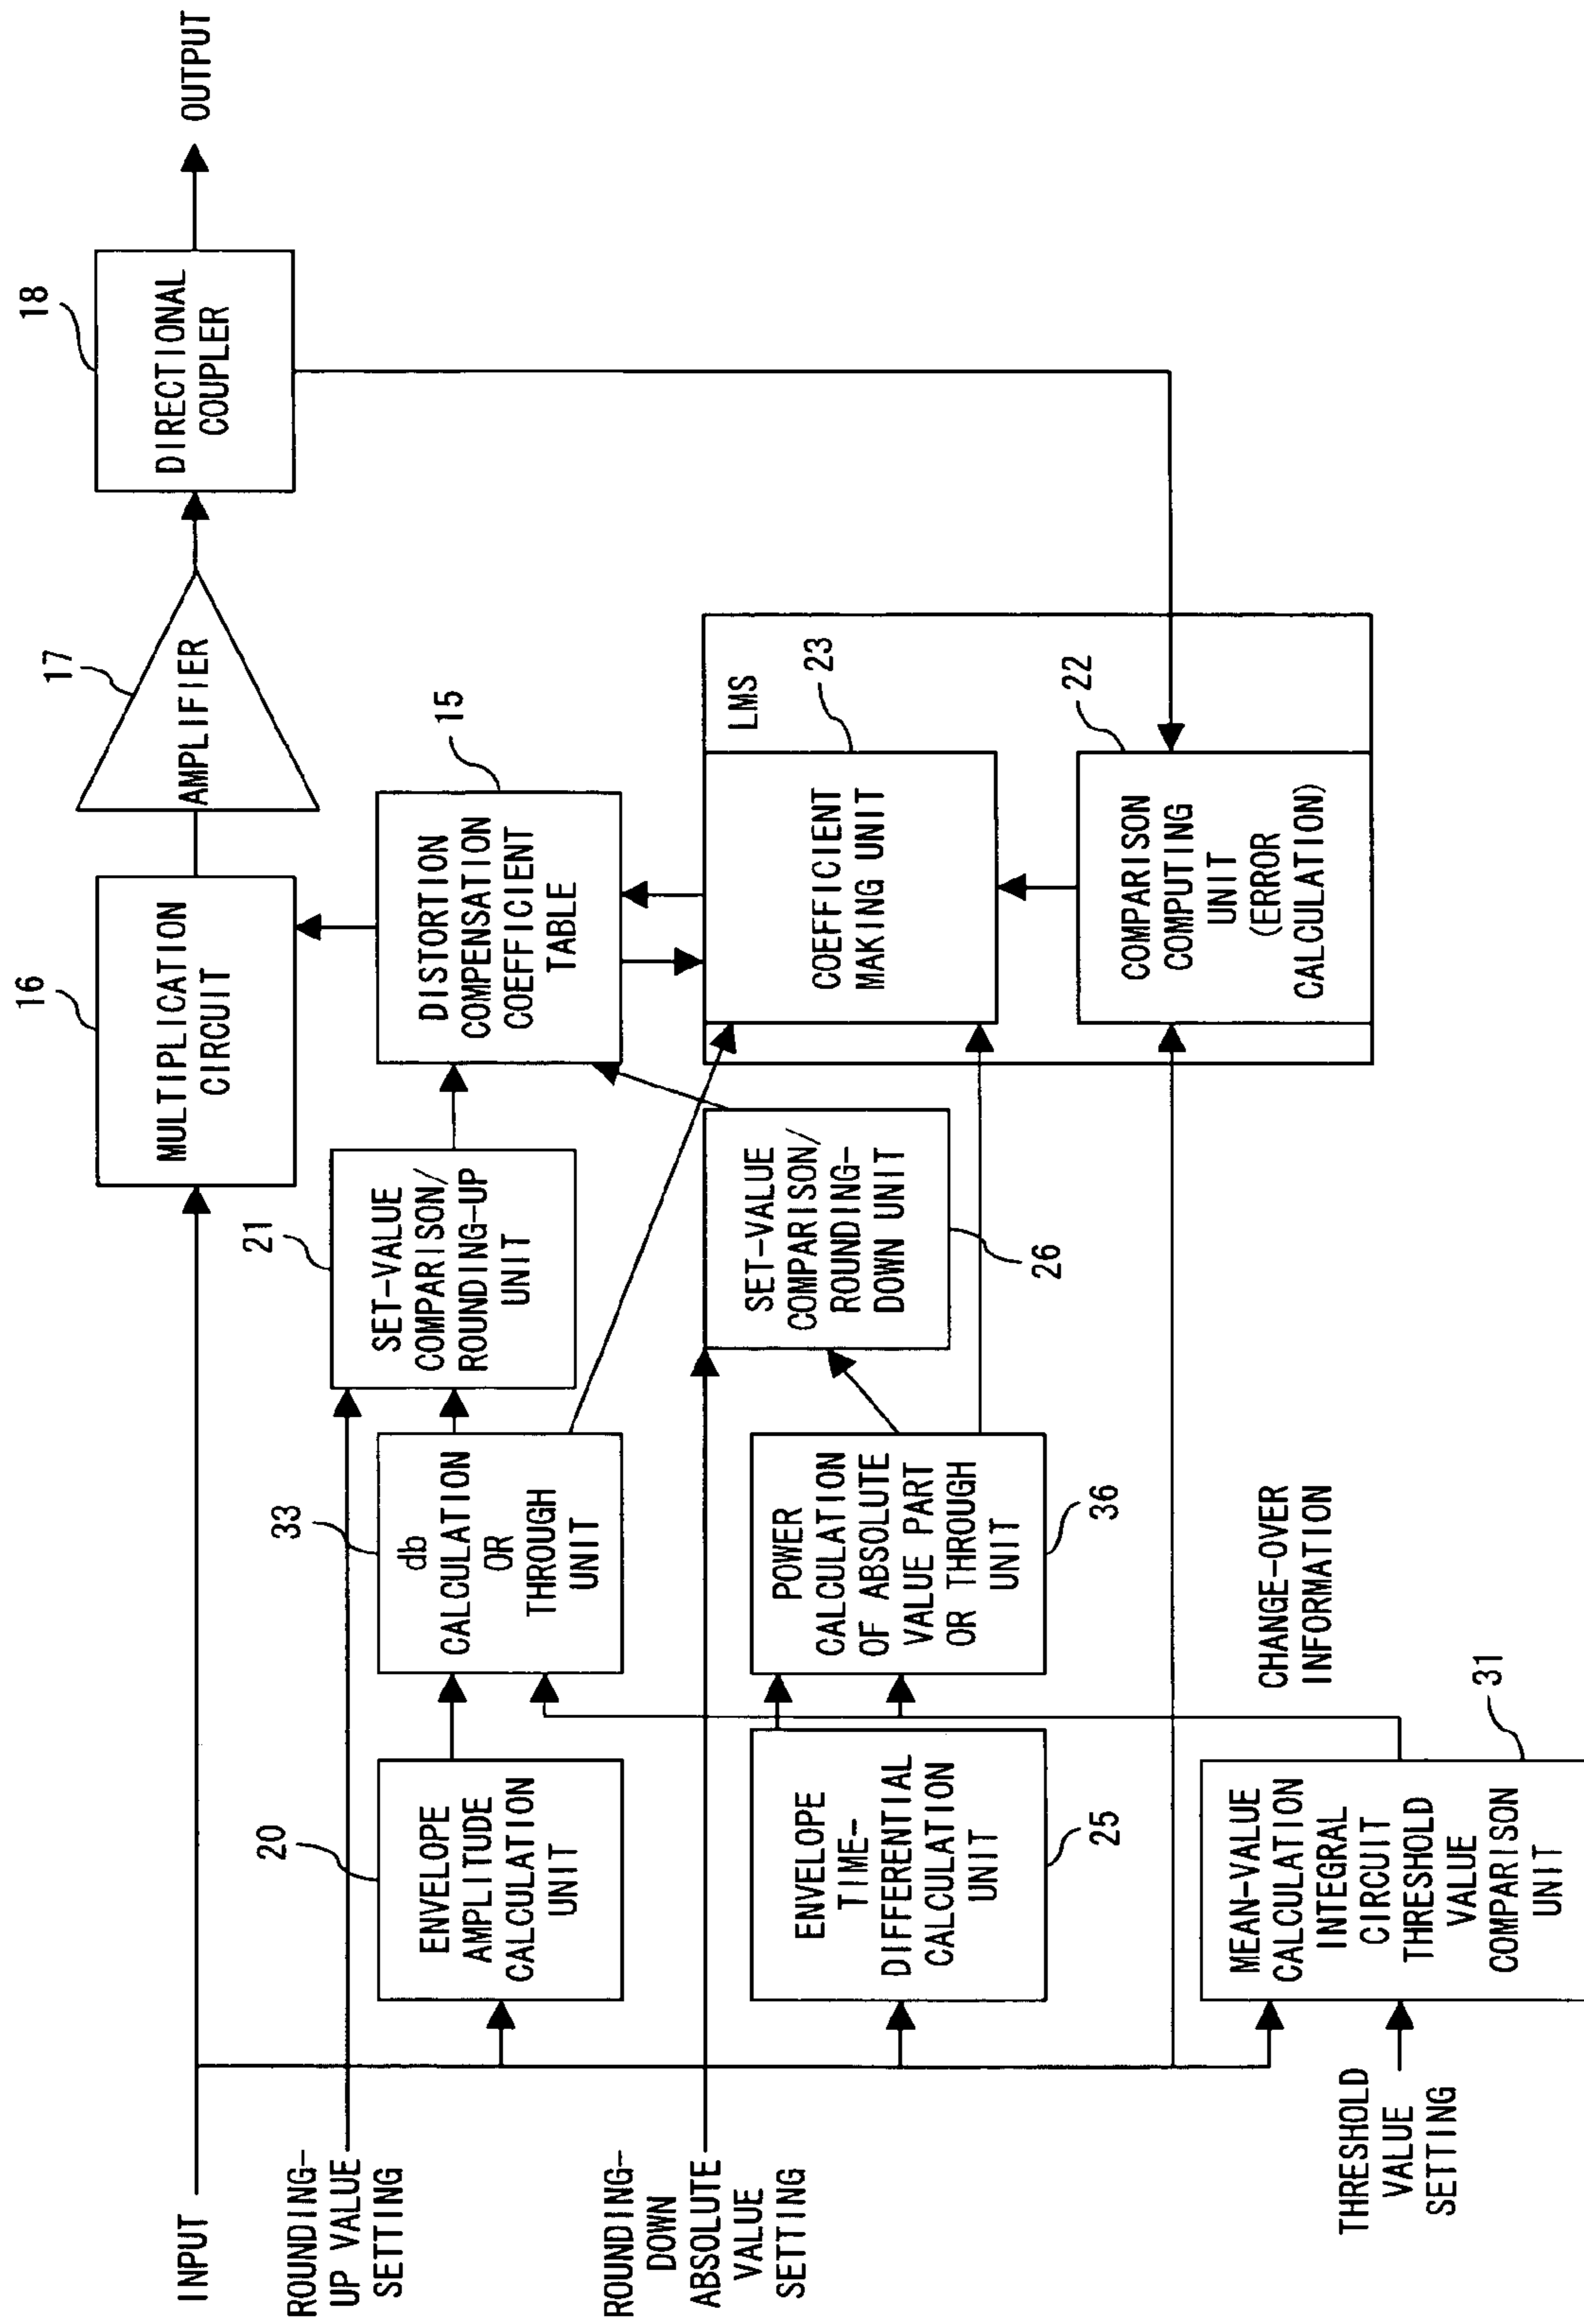 INPUT
16
MULTIPLICATION
CIRCUIT
17
AMPLIFIER
18
DIRECTIONAL
COUPLER
OUTPUT
ROUNDING-
UP VALUE
SETTING
20
ENVELOPE
AMPLITUDE
CALCULATION
UNIT
33
db
CALCULATION
OR
THROUGH
UNIT
21
SET-VALUE
COMPARISON/
ROUNDING-UP
UNIT
15
DISTORTION
COMPENSATION
COEFFICIENT
TABLE
ROUNDING-
DOWN
ABSOLUTE
VALUE
SETTING
ENVELOPE
TIME-
DIFFERENTIAL
CALCULATION
UNIT
25
POWER
CALCULATION
OF ABSOLUTE
VALUE PART
OR THROUGH
UNIT
36
SET-VALUE
COMPARISON/
ROUNDING-
DOWN UNIT
26
LMS
23
COEFFICIENT
MAKING UNIT
22
COMPARISON
COMPUTING
UNIT
(ERROR
CALCULATION)
THRESHOLD
VALUE
SETTING
MEAN-VALUE
CALCULATION
INTEGRAL
CIRCUIT
THRESHOLD
VALUE
COMPARISON
UNIT
31
CHANGE-OVER
INFORMATION